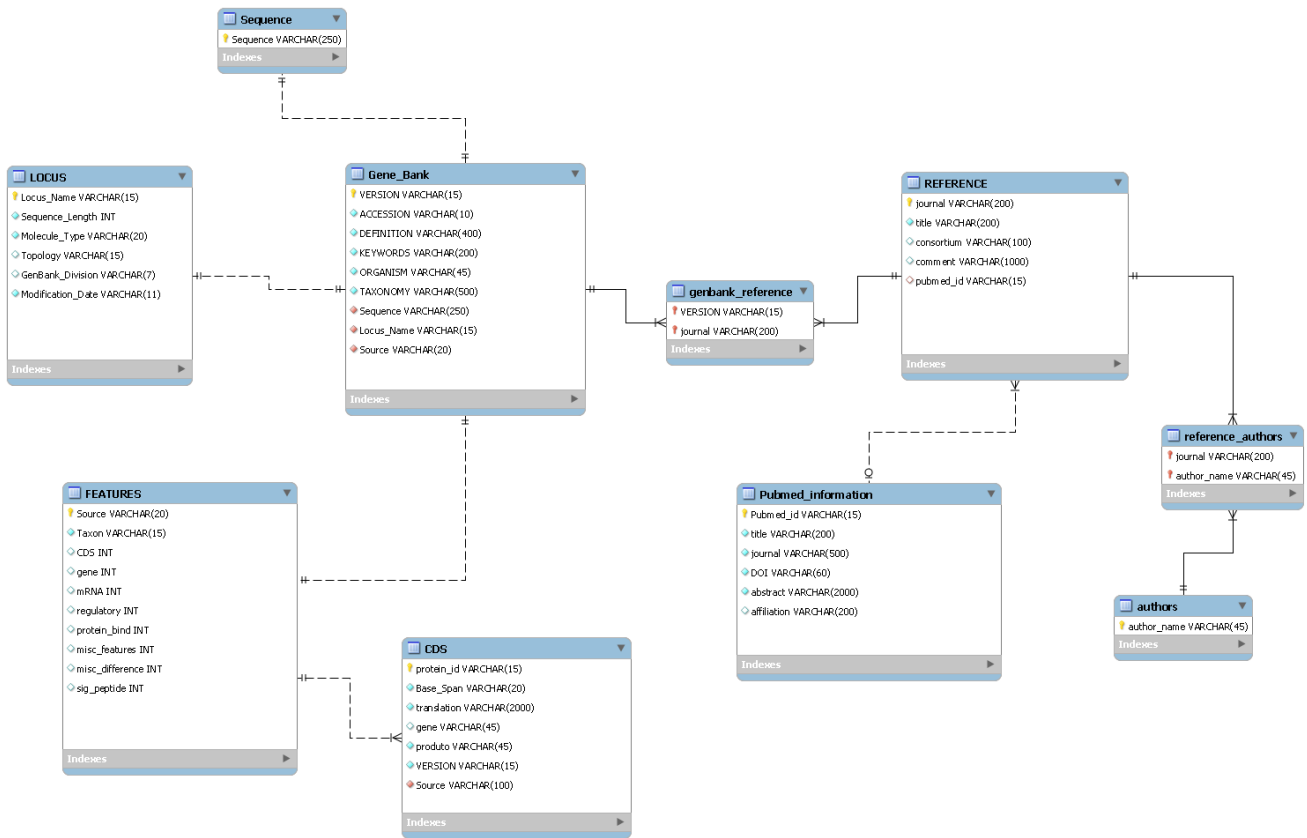 Sequence
Sequence VARCHAR(250)
Indexes
LOCUS
Locus_Name VARCHAR(15)
Sequence_Length INT
Molecule_Type VARCHAR(20)
Topology VARCHAR(15)
GenBank_Division VARCHAR(7)
Modification_Date VARCHAR(11)
Indexes
Gene_Bank
VERSION VARCHAR(15)
ACCESSION VARCHAR(10)
DEFINITION VARCHAR(400)
KEYWORDS VARCHAR(200)
ORGANISM VARCHAR(45)
TAXONOMY VARCHAR(500)
Sequence VARCHAR(250)
Locus_Name VARCHAR(15)
Source VARCHAR(20)
Indexes
genbank_reference
VERSION VARCHAR(15)
journal VARCHAR(200)
Indexes
REFERENCE
journal VARCHAR(200)
title VARCHAR(200)
consortium VARCHAR(100)
comment VARCHAR(1000)
pubmed_id VARCHAR(15)
Indexes
reference_authors
journal VARCHAR(200)
author_name VARCHAR(45)
Indexes
FEATURES
Source VARCHAR(20)
Taxon VARCHAR(15)
CDS INT
gene INT
mRNA INT
regulatory INT
protein_bind INT
misc_features INT
misc_difference INT
sig_peptide INT
Indexes
Pubmed_information
Pubmed_id VARCHAR(15)
title VARCHAR(200)
journal VARCHAR(500)
DOI VARCHAR(60)
abstract VARCHAR(2000)
affiliation VARCHAR(200)
Indexes
authors
author_name VARCHAR(45)
Indexes
CDS
protein_id VARCHAR(15)
Base_Span VARCHAR(20)
translation VARCHAR(2000)
gene VARCHAR(45)
produto VARCHAR(45)
VERSION VARCHAR(15)
Source VARCHAR(100)
Indexes